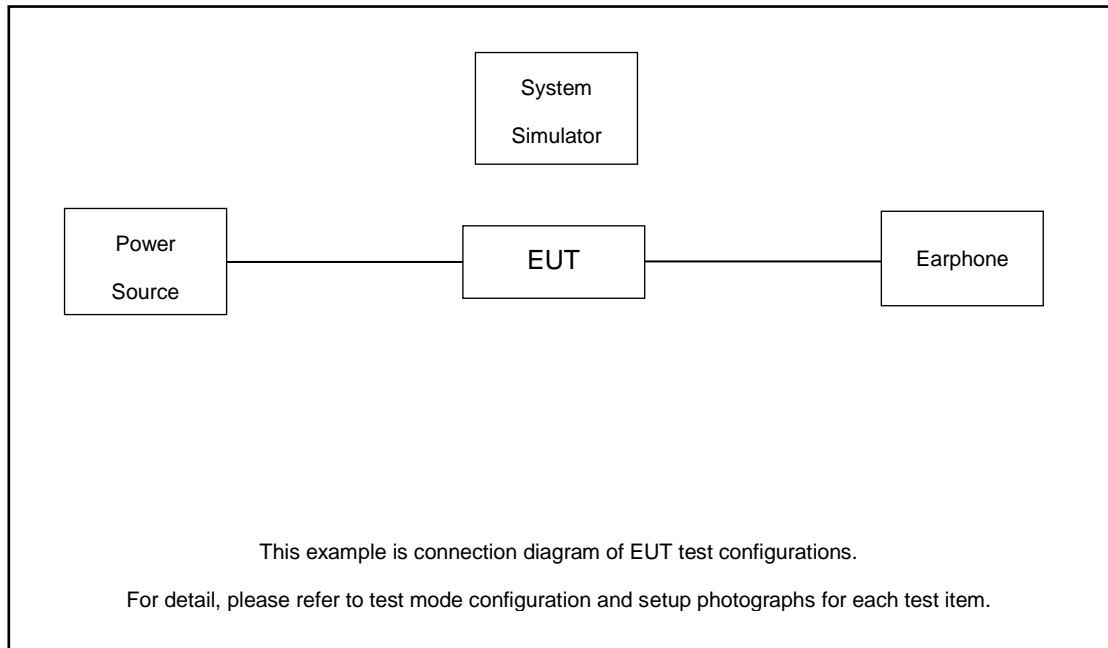 System
Simulator
Power
Source
EUT
Earphone
This example is connection diagram of EUT test configurations.
For detail, please refer to test mode configuration and setup photographs for each test item.